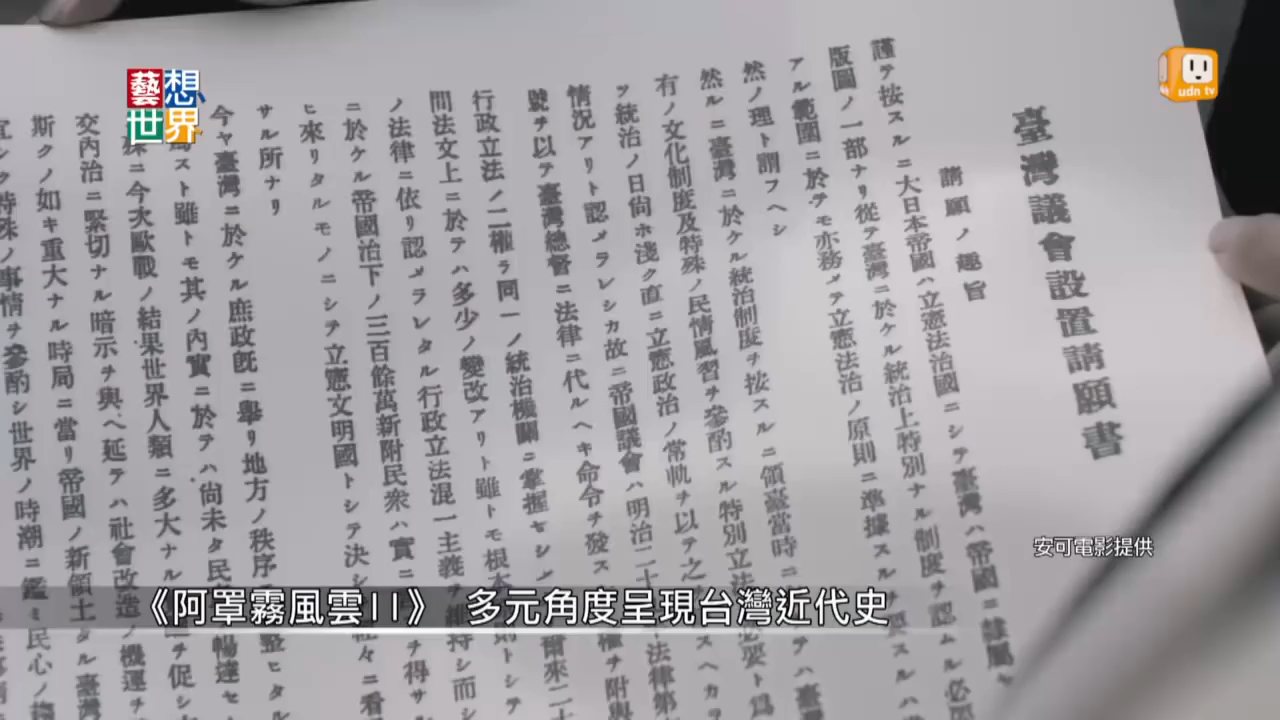 藝想
世界
udn tv
臺灣議會設置請願書
請願ノ趣旨
謹テ按スルニ大日本帝國ハ立憲法治國ニシテ臺灣ハ帝國ニ隷屬
版圖ノ一部ナリ從テ臺灣ニ於ケル統治上特別ナル制度ヲ認ムル必
アル範圍ニ於テモ亦務メテ立憲法治ノ原則ニ準據スル
然ノ理ト謂フヘシ
然ルニ臺灣ニ於ケル統治制度ヲ按スルニ領臺當時ニ
有ノ文化制度及特殊ノ民情風習ヲ參酌スル特別立法
ツ統治ノ日尙ホ淺ク直ニ立憲政治ノ常軌ヲ以テ之
情況アリト認メラレシカ故ニ帝國議會ハ明治二十
號ヲ以テ臺灣總督ニ法律ニ代ルヘキ命令ヲ發ス
行政立法ノ二權ヲ同一ノ統治機關ニ掌握セシ
間法文上ニ於テハ多少ノ變改アリト雖トモ根
ノ法律ニ依リ認メラレタル行政立法混一主義ヲ維持シ而シ
ニ於ケル帝國治下ノ三百餘萬新附民衆ハ實ニ
ヒ來リタルモノニシテ立憲文明國トシテ決シ
サル所ナリ
今ヤ臺灣ニ於ケル庶政旣ニ擧リ地方ノ秩序
スト雖トモ其ノ內實ニ於テハ尙未タ民
ニ今次歐戰ノ結果世界人類ニ多大ナル
交內治ニ緊切ナル暗示ヲ與ヘ延テハ社會改造ノ機運ヲ
斯クノ如キ重大ナル時局ニ當リ帝國ノ新領土タル臺灣
特殊ノ事情ヲ參酌シ世界ノ時潮ニ鑑ミ民心ノ
安可電影提供
《阿罩霧風雲II》 多元角度呈現台灣近代史